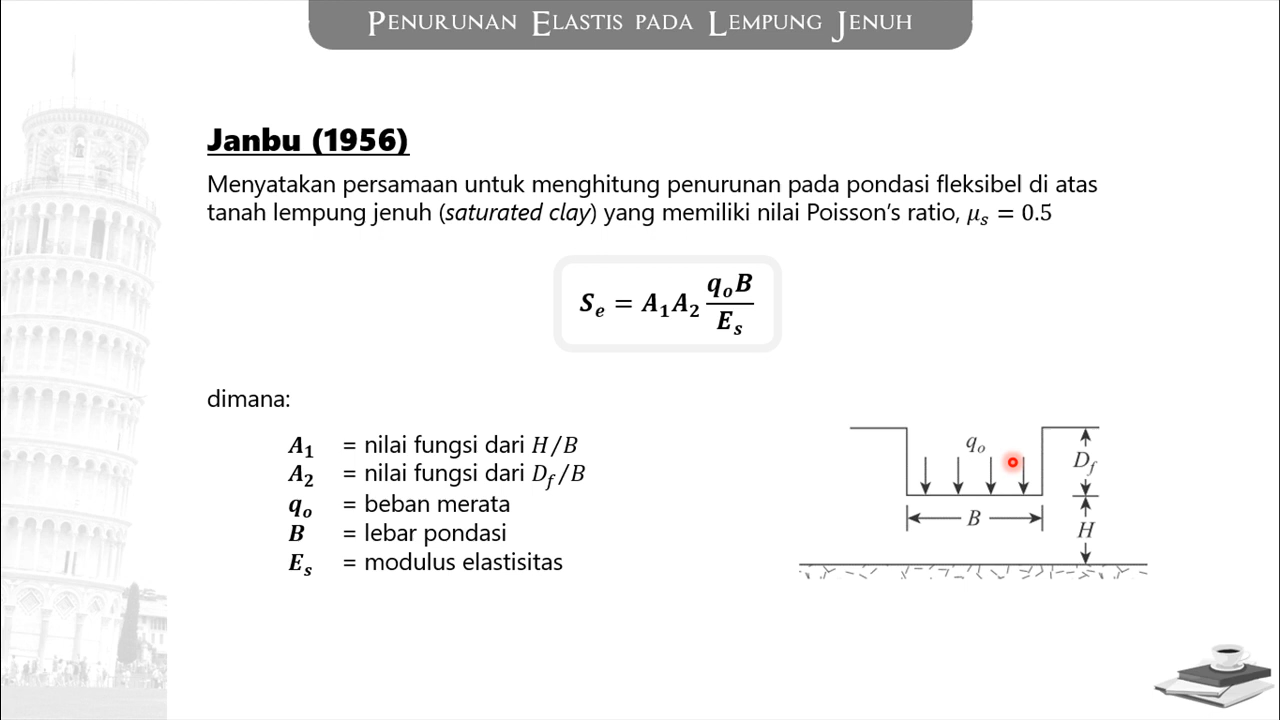 Penurunan Elastis pada Lempung Jenuh
Janbu (1956)
Menyatakan persamaan untuk menghitung penurunan pada pondasi fleksibel di atas
tanah lempung jenuh (saturated clay) yang memiliki nilai Poisson’s ratio, μₛ = 0.5
Sₑ = A₁A₂ qₒB/Eₛ
dimana:
A₁ = nilai fungsi dari H/B
A₂ = nilai fungsi dari D_f/B
qₒ = beban merata
B = lebar pondasi
Eₛ = modulus elastisitas
qₒ
D_f
B
H